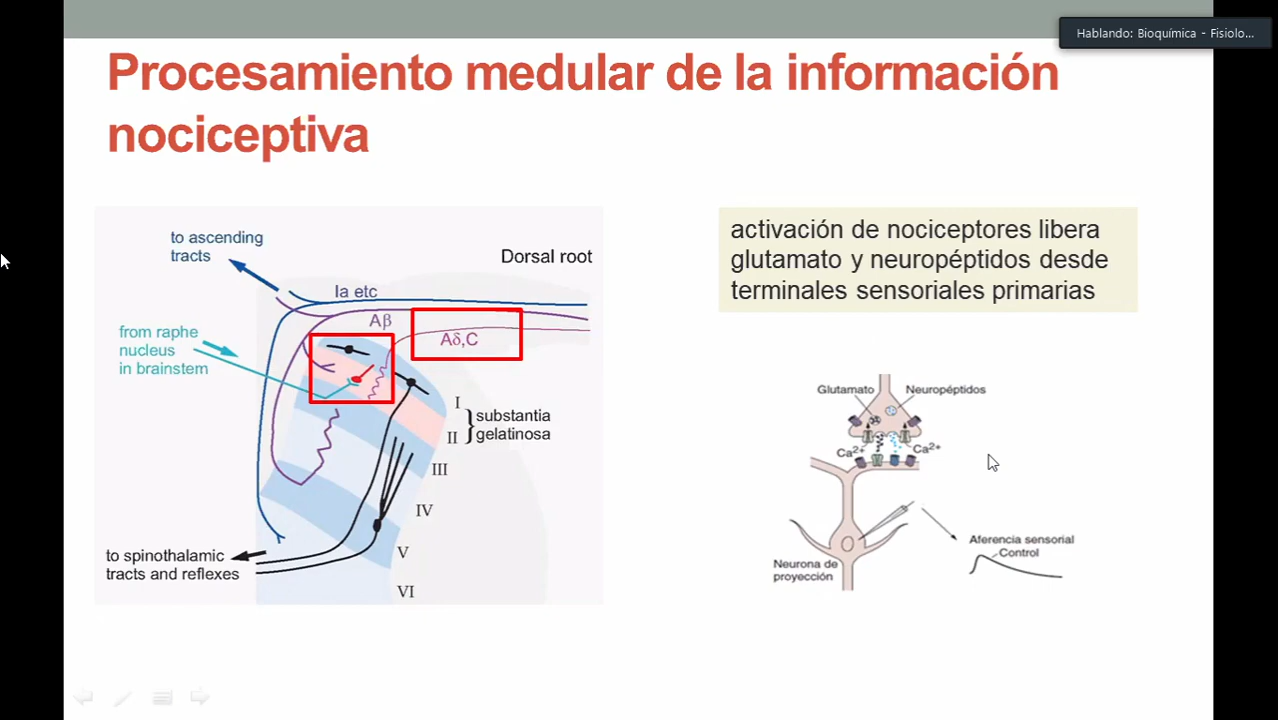 Hablando: Bioquímica - Fisiolo...
Procesamiento medular de la información
nociceptiva
to ascending
tracts
Dorsal root
Ia etc
Aβ
from raphe
nucleus
in brainstem
Aδ,C
I
II
substantia
gelatinosa
III
IV
V
VI
to spinothalamic
tracts and reflexes
activación de nociceptores libera
glutamato y neuropéptidos desde
terminales sensoriales primarias
Glutamato
Neuropéptidos
Ca2+
Ca2+
Neurona de
proyección
Aferencia sensorial
Control